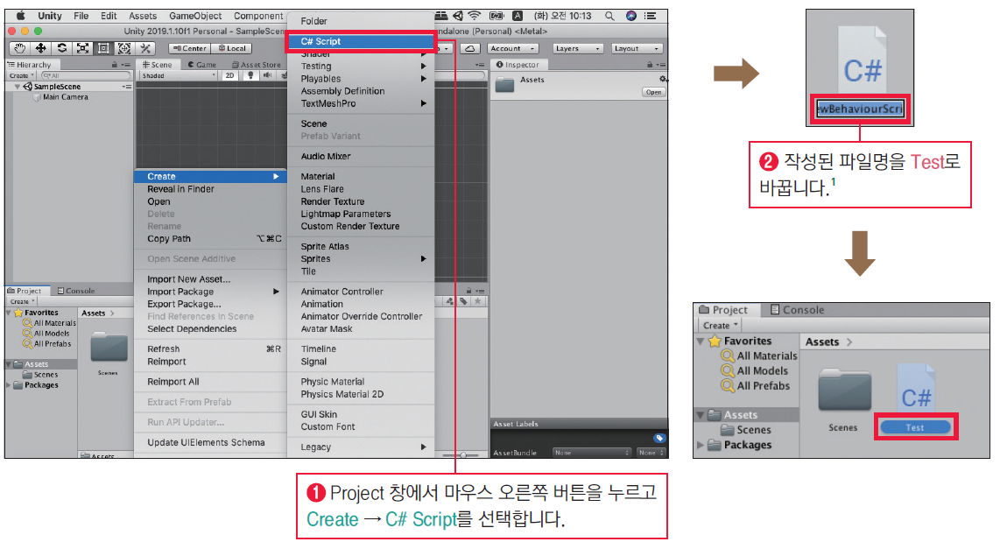 Unity File Edit Assets GameObject Component
(화) 오전 10:13
Unity 2019.1.10f1 Personal - SampleScen
ndalone (Personal) <Metal>
Center Local
Account Layers Layout
Hierarchy
Create All
SampleScene
Main Camera
Scene Game Asset Store
Shaded 2D
Inspector
Assets
Open
Folder
C# Script
Shader
Testing
Playables
Assembly Definition
TextMeshPro
Scene
Prefab Variant
Audio Mixer
Material
Lens Flare
Render Texture
Lightmap Parameters
Custom Render Texture
Sprite Atlas
Sprites
Tile
Animator Controller
Animation
Animator Override Controller
Avatar Mask
Timeline
Signal
Physic Material
Physics Material 2D
GUI Skin
Custom Font
Legacy
Create
Reveal in Finder
Open
Delete
Rename
Copy Path ⌥⌘C
Open Scene Additive
Import New Asset...
Import Package
Export Package...
Find References In Scene
Select Dependencies
Refresh ⌘R
Reimport
Reimport All
Extract From Prefab
Run API Updater...
Update UIElements Schema
Project Console
Create
Favorites
All Materials
All Models
All Prefabs
Assets
Scenes
Packages
Assets >
Scenes
Assets
Asset Labels
AssetBundle None None
❶ Project 창에서 마우스 오른쪽 버튼을 누르고
Create → C# Script를 선택합니다.
C#
ewBehaviourScri
❷ 작성된 파일명을 Test로
바꿉니다.1
Project Console
Create
Favorites
All Materials
All Models
All Prefabs
Assets
Scenes
Packages
Assets >
C#
Scenes Test